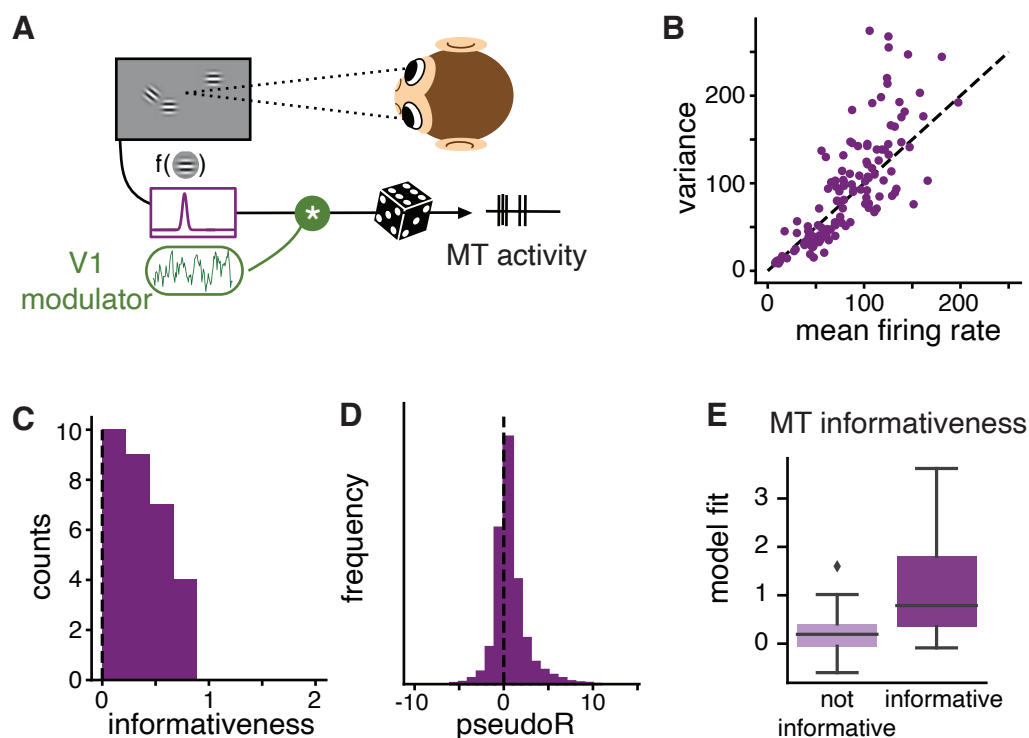 A
f( )
*
V1
modulator
MT activity
B
variance
200
100
0
0 100 200
mean firing rate
C
counts
10
8
6
4
2
0
0 1 2
informativeness
D
frequency
-10 0 10
pseudoR
E
MT informativeness
model fit
3
2
1
0
not
informative
informative